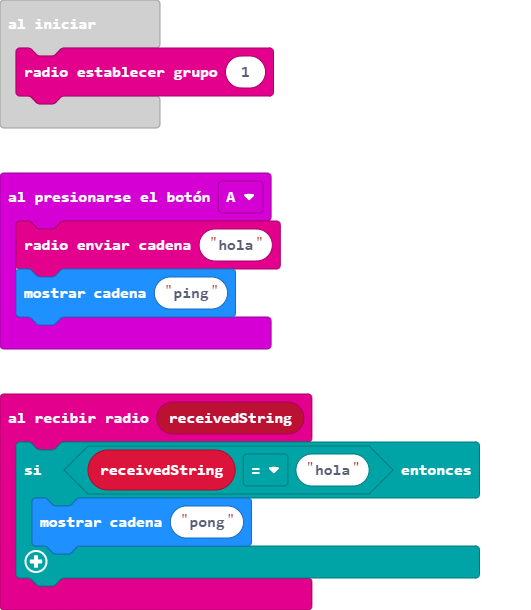 al iniciar
radio establecer grupo 1
al presionarse el botón A
radio enviar cadena "hola"
mostrar cadena "ping"
al recibir radio receivedString
si receivedString = "hola" entonces
mostrar cadena "pong"